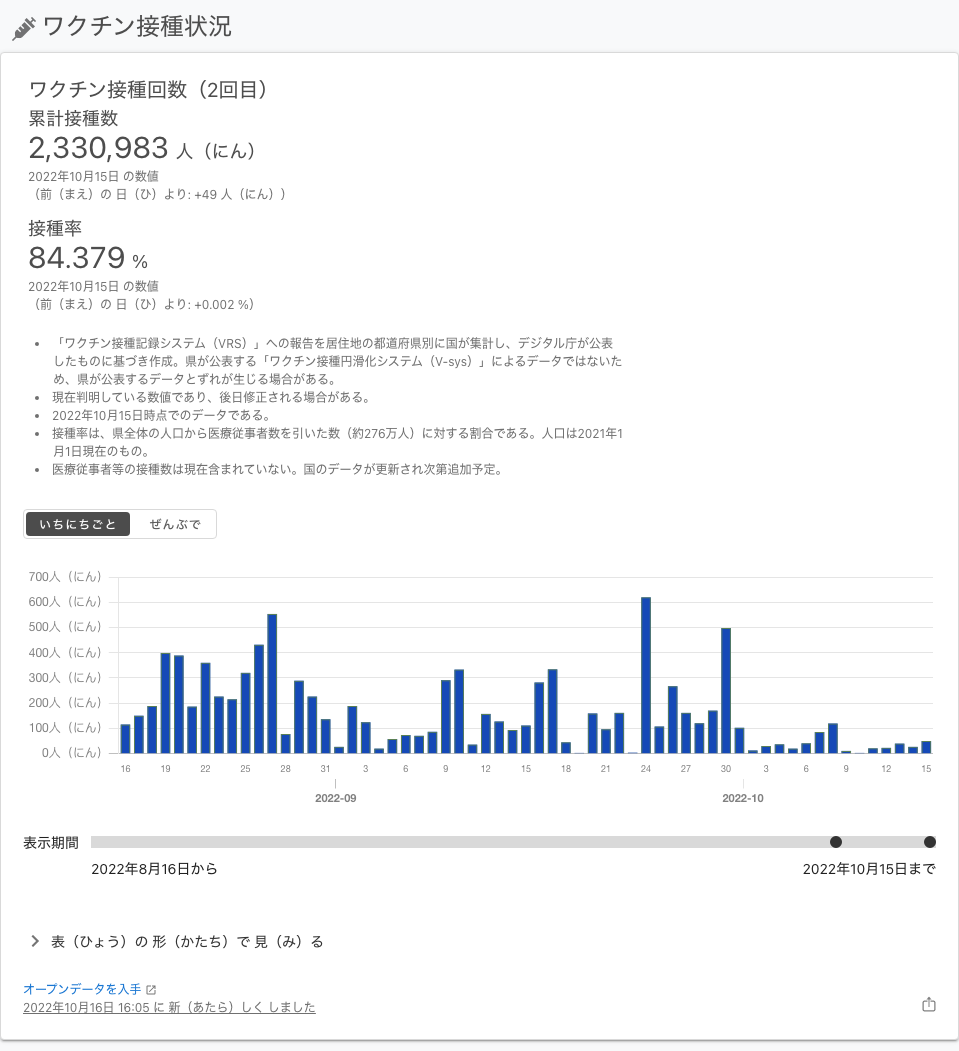 ワクチン接種状況
ワクチン接種回数（2回目）
累計接種数
2,330,983 人（にん）
2022年10月15日 の数値
（前（まえ）の 日（ひ）より: +49 人（にん））
接種率
84.379 %
2022年10月15日 の数値
（前（まえ）の 日（ひ）より: +0.002 %）
• 「ワクチン接種記録システム（VRS）」への報告を居住地の都道府県別に国が集計し、デジタル庁が公表
したものに基づき作成。県が公表する「ワクチン接種円滑化システム（V-sys）」によるデータではないた
め、県が公表するデータとずれが生じる場合がある。
• 現在判明している数値であり、後日修正される場合がある。
• 2022年10月15日時点でのデータである。
• 接種率は、県全体の人口から医療従事者数を引いた数（約276万人）に対する割合である。人口は2021年1
月1日現在のもの。
• 医療従事者等の接種数は現在含まれていない。国のデータが更新され次第追加予定。
いちにちごと ぜんぶで
700人（にん）
600人（にん）
500人（にん）
400人（にん）
300人（にん）
200人（にん）
100人（にん）
0人（にん）
16 19 22 25 28 31 3 6 9 12 15 18 21 24 27 30 3 6 9 12 15
2022-09 2022-10
表示期間
2022年8月16日から 2022年10月15日まで
表（ひょう）の 形（かたち）で 見（み）る
オープンデータを入手
2022年10月16日 16:05 に 新（あたら）しく しました